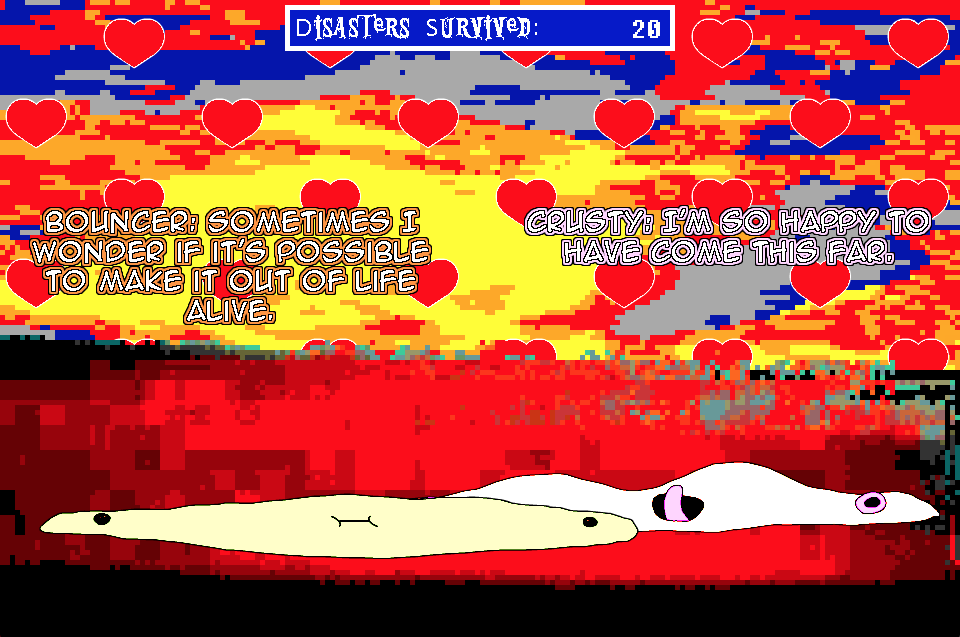 DISASTERS SURVIVED: 20
BOUNCER: SOMETIMES I
WONDER IF IT'S POSSIBLE
TO MAKE IT OUT OF LIFE
ALIVE.
CRUSTY: I'M SO HAPPY TO
HAVE COME THIS FAR.